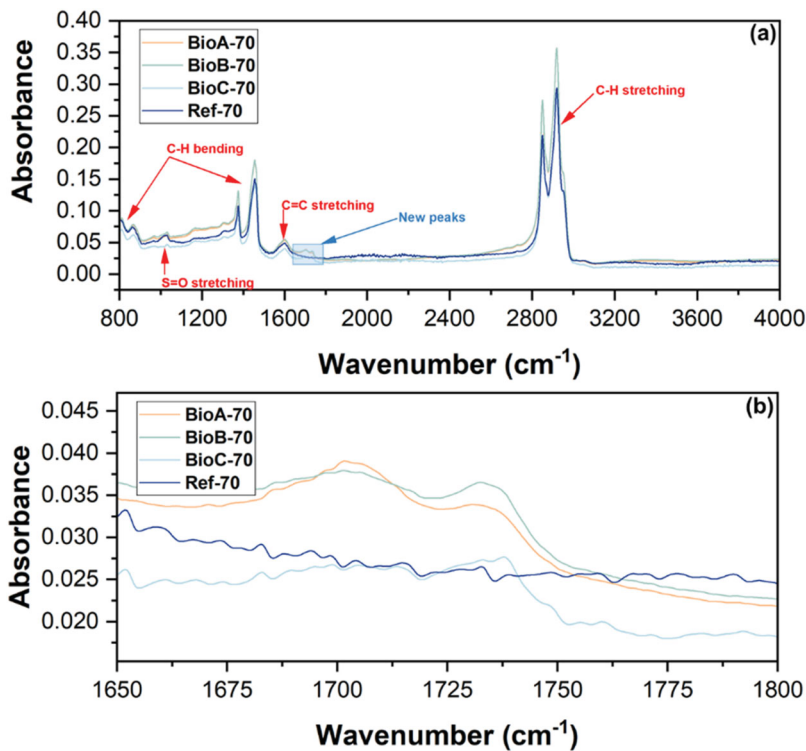 (a)
BioA-70
BioB-70
BioC-70
Ref-70
C-H stretching
C-H bending
C=C stretching
New peaks
S=O stretching
Absorbance
0.40
0.35
0.30
0.25
0.20
0.15
0.10
0.05
0.00
800 1200 1600 2000 2400 2800 3200 3600 4000
Wavenumber (cm-1)
(b)
BioA-70
BioB-70
BioC-70
Ref-70
Absorbance
0.045
0.040
0.035
0.030
0.025
0.020
1650 1675 1700 1725 1750 1775 1800
Wavenumber (cm-1)